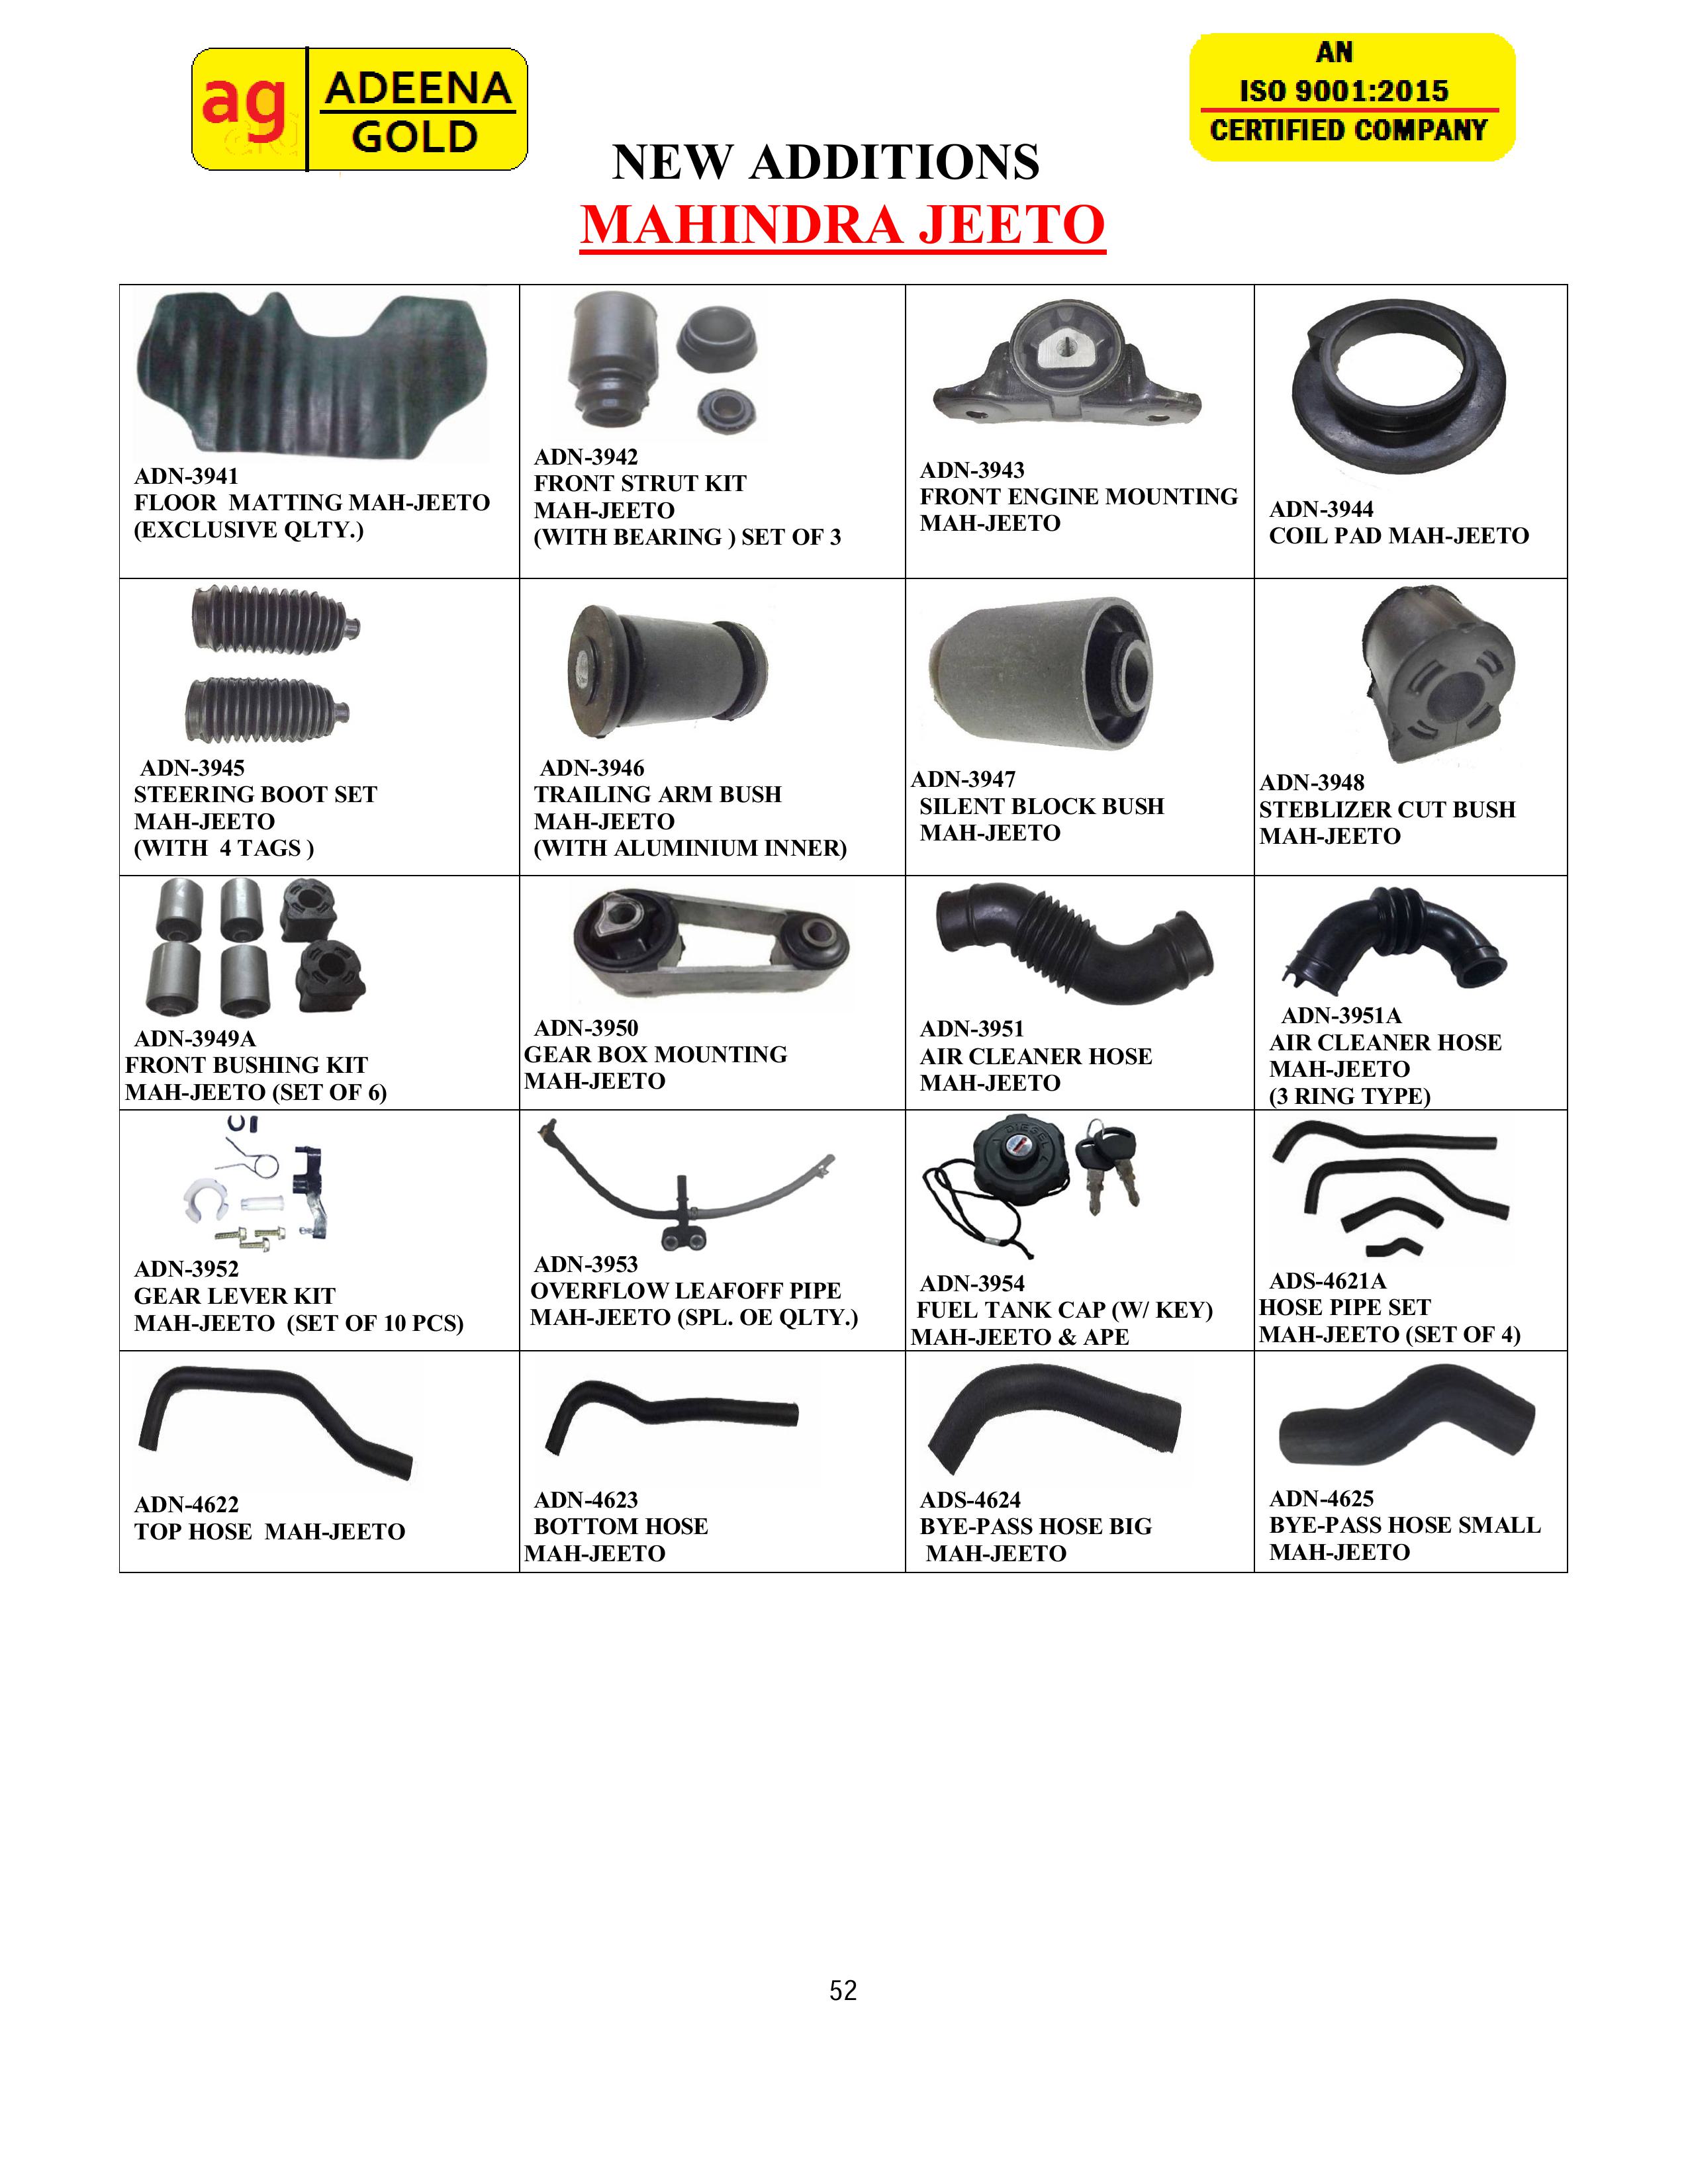 ag
ADEENA
GOLD
AN
ISO 9001:2015
CERTIFIED COMPANY
NEW ADDITIONS
MAHINDRA JEETO
ADN-3941
FLOOR MATTING MAH-JEETO
(EXCLUSIVE QLTY.)
ADN-3942
FRONT STRUT KIT
MAH-JEETO
(WITH BEARING ) SET OF 3
ADN-3943
FRONT ENGINE MOUNTING
MAH-JEETO
ADN-3944
COIL PAD MAH-JEETO
ADN-3945
STEERING BOOT SET
MAH-JEETO
(WITH 4 TAGS )
ADN-3946
TRAILING ARM BUSH
MAH-JEETO
(WITH ALUMINIUM INNER)
ADN-3947
SILENT BLOCK BUSH
MAH-JEETO
ADN-3948
STEBLIZER CUT BUSH
MAH-JEETO
ADN-3949A
FRONT BUSHING KIT
MAH-JEETO (SET OF 6)
ADN-3950
GEAR BOX MOUNTING
MAH-JEETO
ADN-3951
AIR CLEANER HOSE
MAH-JEETO
ADN-3951A
AIR CLEANER HOSE
MAH-JEETO
(3 RING TYPE)
ADN-3952
GEAR LEVER KIT
MAH-JEETO (SET OF 10 PCS)
ADN-3953
OVERFLOW LEAFOFF PIPE
MAH-JEETO (SPL. OE QLTY.)
DIESEL
ADN-3954
FUEL TANK CAP (W/ KEY)
MAH-JEETO & APE
ADS-4621A
HOSE PIPE SET
MAH-JEETO (SET OF 4)
ADN-4622
TOP HOSE MAH-JEETO
ADN-4623
BOTTOM HOSE
MAH-JEETO
ADS-4624
BYE-PASS HOSE BIG
MAH-JEETO
ADN-4625
BYE-PASS HOSE SMALL
MAH-JEETO
52